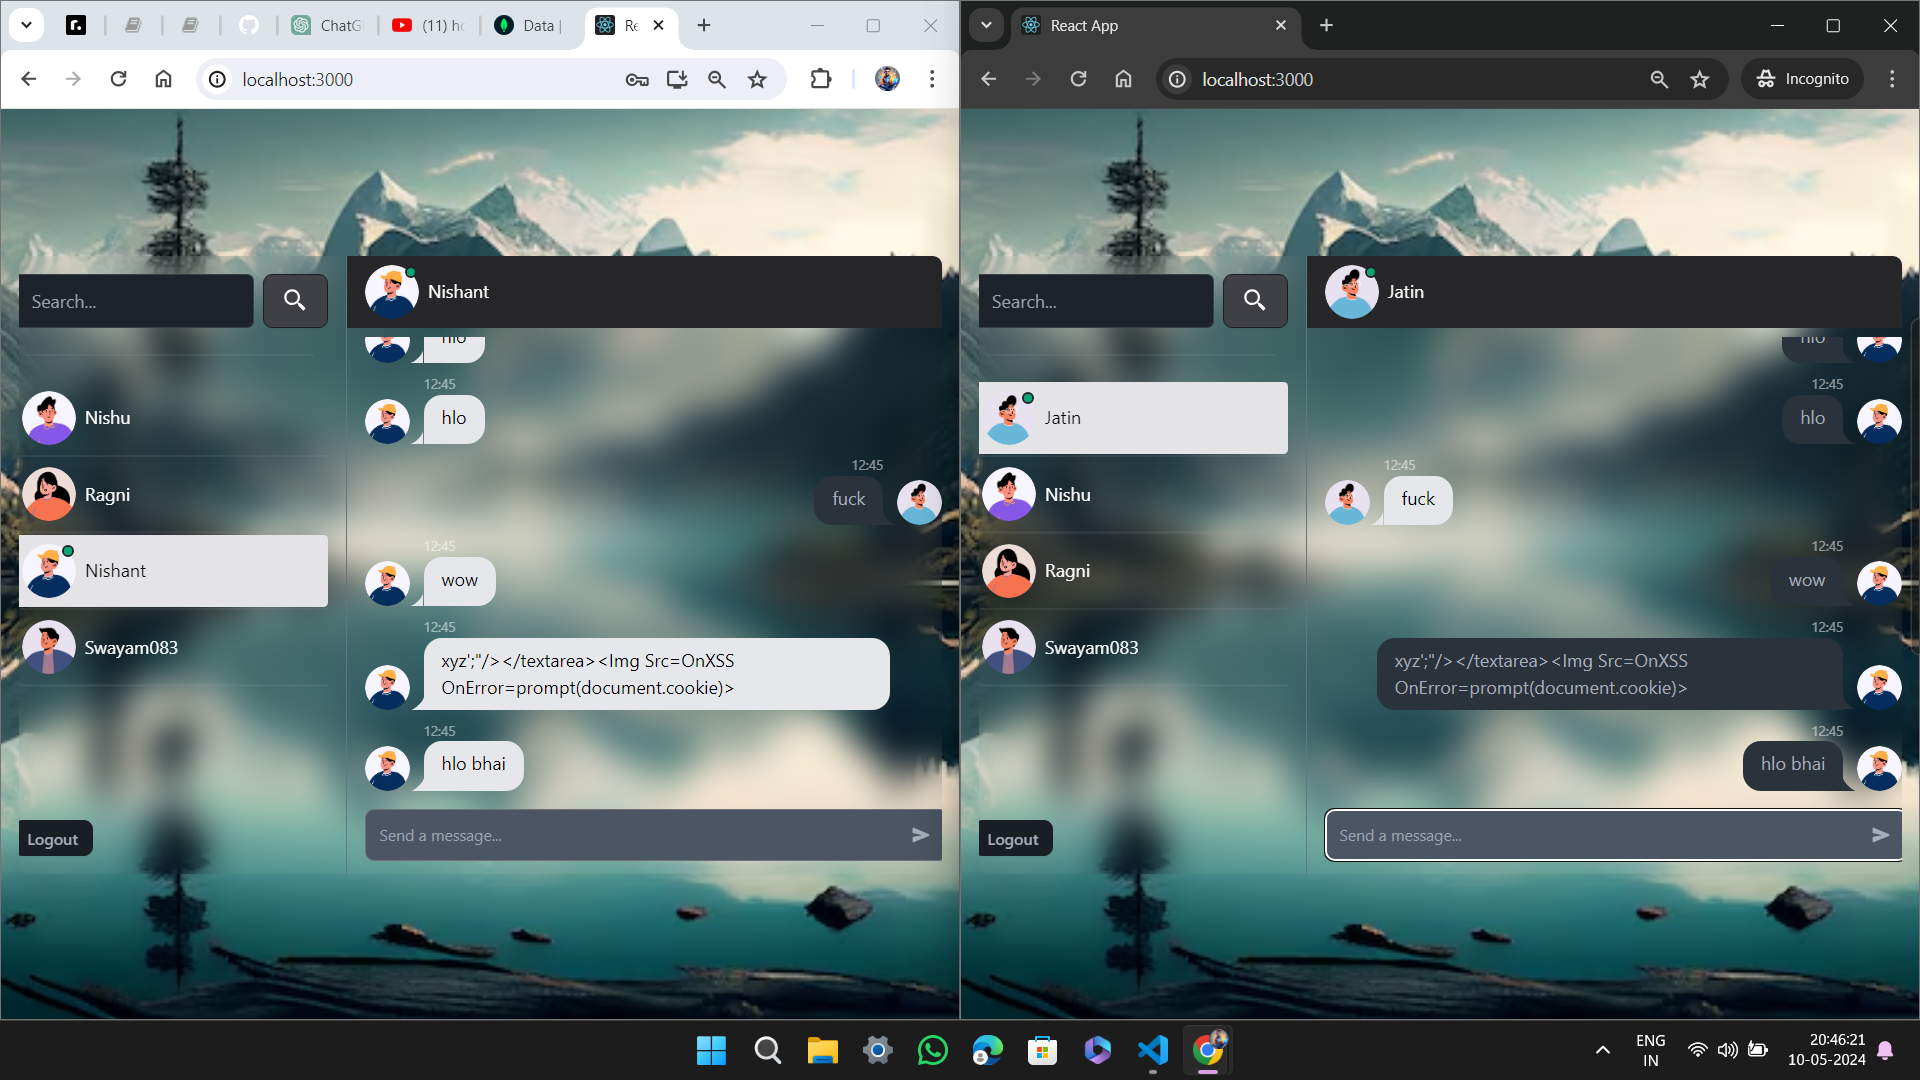 ChatG
(11) ho
Data |
Re
localhost:3000
Search...
Nishant
hlo
12:45
hlo
Nishu
12:45
fuck
Ragni
12:45
wow
Nishant
12:45
xyz';"/></textarea><Img Src=OnXSS
OnError=prompt(document.cookie)>
Swayam083
12:45
hlo bhai
Send a message...
Logout
React App
localhost:3000
Incognito
Search...
Jatin
hlo
12:45
hlo
Jatin
12:45
fuck
Nishu
12:45
wow
Ragni
12:45
xyz';"/></textarea><Img Src=OnXSS
OnError=prompt(document.cookie)>
Swayam083
12:45
hlo bhai
Send a message...
Logout
ENG
IN
20:46:21
10-05-2024